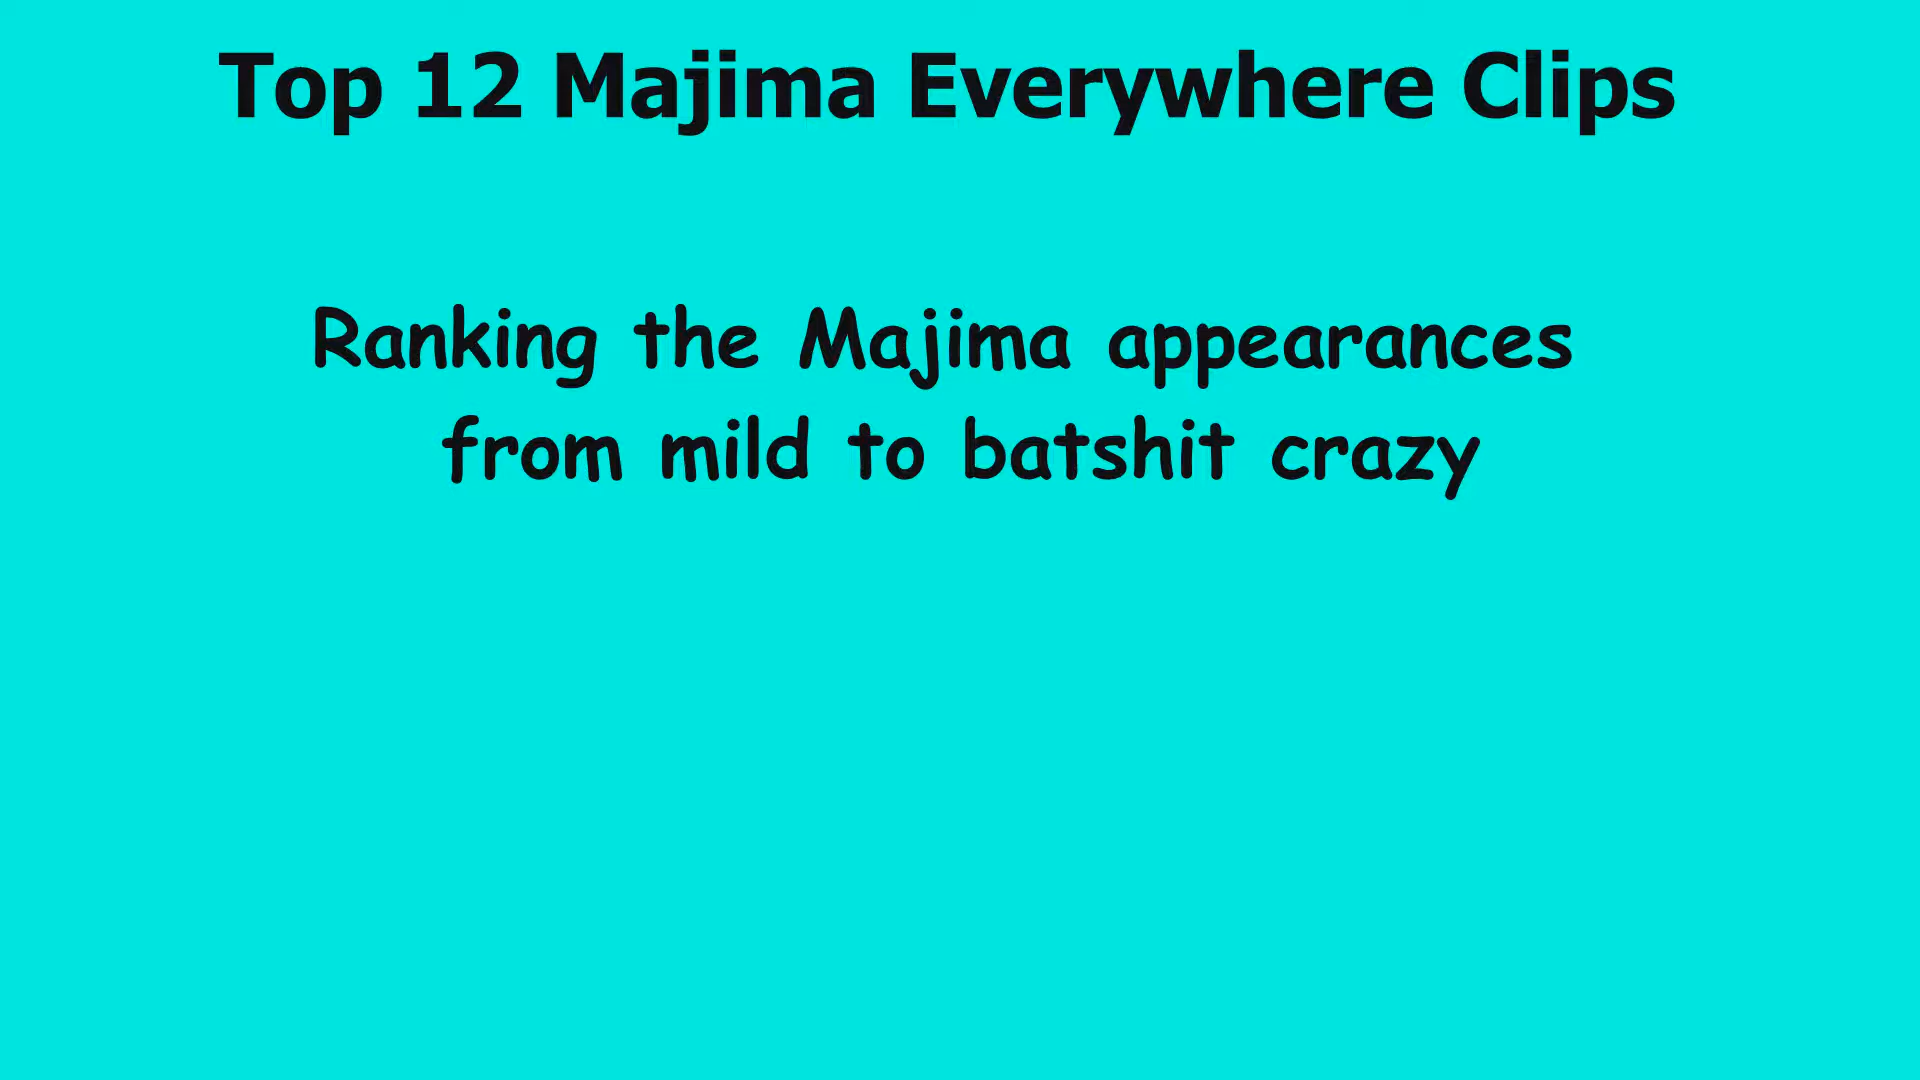 Top 12 Majima Everywhere Clips
Ranking the Majima appearances
from mild to batshit crazy